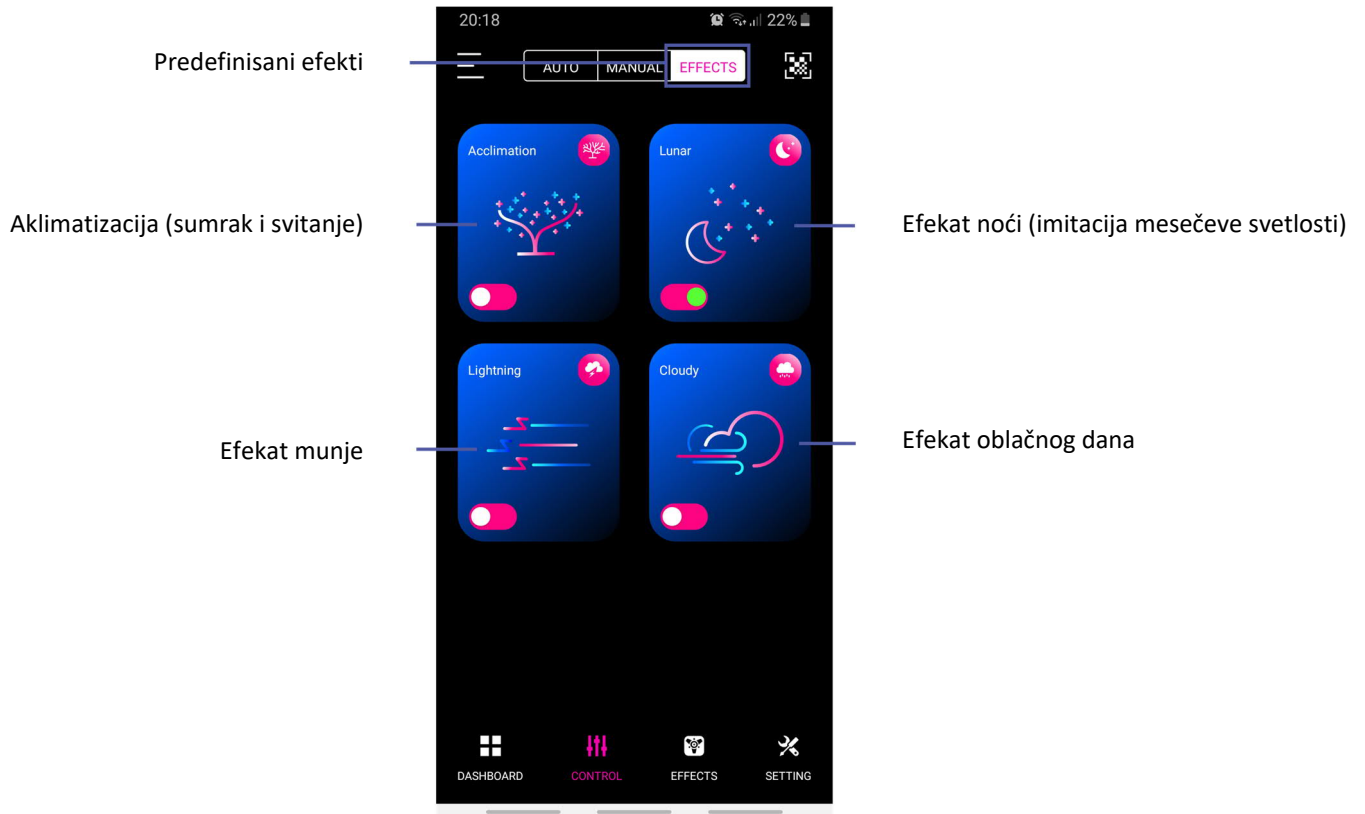 20:18 22%
Predefinisani efekti
AUTO MANUAL EFFECTS
Acclimation Lunar
Aklimatizacija (sumrak i svitanje)
Efekat noći (imitacija mesečeve svetlosti)
Lightning Cloudy
Efekat munje
Efekat oblačnog dana
DASHBOARD CONTROL EFFECTS SETTING